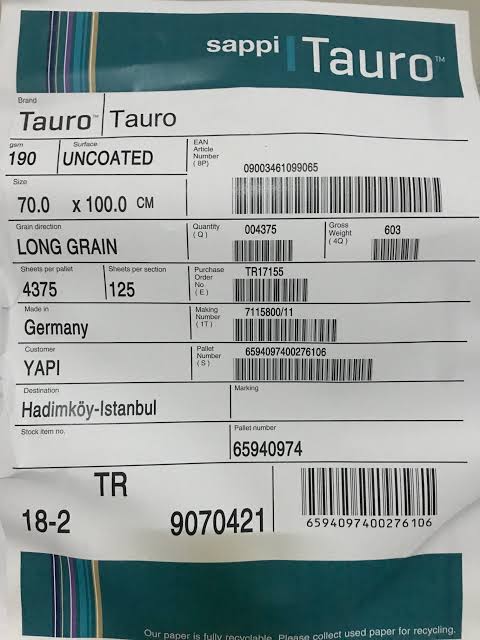 sappi Tauro™
Brand
Tauro™ Tauro
gsm Surface
190 UNCOATED
EAN
Article
Number
( 8P)
09003461099065
Size
70.0 x 100.0 CM
Grain direction
LONG GRAIN
Quantity
( Q )
004375
Gross
Weight
( 4Q )
603
Sheets per pallet
4375
Sheets per section
125
Purchase
Order
No
( E )
TR17155
Made in
Germany
Making
Number
( 1T)
7115800/11
Customer
YAPI
Pallet
Number
( S )
6594097400276106
Destination
Hadimköy-Istanbul
Marking
Stock item no.
Pallet number
65940974
TR
18-2 9070421
6594097400276106
Our paper is fully recyclable. Please collect used paper for recycling.